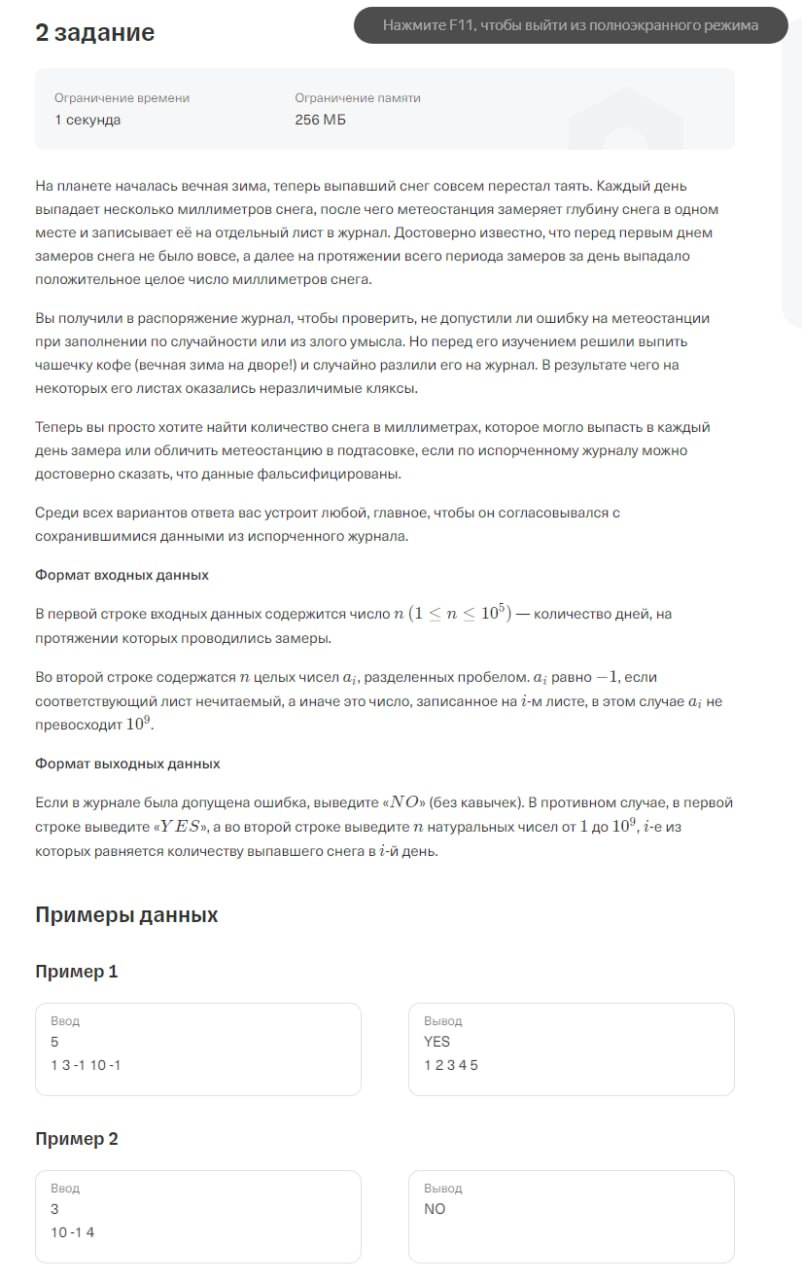 2 задание
Нажмите F11, чтобы выйти из полноэкранного режима
Ограничение времени
Ограничение памяти
1 секунда
256 МБ
На планете началась вечная зима, теперь выпавший снег совсем перестал таять. Каждый день
выпадает несколько миллиметров снега, после чего метеостанция замеряет глубину снега в одном
месте и записывает её на отдельный лист в журнал. Достоверно известно, что перед первым днем
замеров снега не было вовсе, а далее на протяжении всего периода замеров за день выпадало
положительное целое число миллиметров снега.
Вы получили в распоряжение журнал, чтобы проверить, не допустили ли ошибку на метеостанции
при заполнении по случайности или из злого умысла. Но перед его изучением решили выпить
чашечку кофе (вечная зима на дворе!) и случайно разлили его на журнал. В результате чего на
некоторых его листах оказались неразличимые кляксы.
Теперь вы просто хотите найти количество снега в миллиметрах, которое могло выпасть в каждый
день замера или обличить метеостанцию в подтасовке, если по испорченному журналу можно
достоверно сказать, что данные фальсифицированы.
Среди всех вариантов ответа вас устроит любой, главное, чтобы он согласовывался с
сохранившимися данными из испорченного журнала.
Формат входных данных
В первой строке входных данных содержится число n (1 ≤ n ≤ 10⁵) — количество дней, на
протяжении которых проводились замеры.
Во второй строке содержатся n целых чисел aᵢ, разделенных пробелом. aᵢ равно −1, если
соответствующий лист нечитаемый, а иначе это число, записанное на i-м листе, в этом случае aᵢ не
превосходит 10⁹.
Формат выходных данных
Если в журнале была допущена ошибка, выведите «NO» (без кавычек). В противном случае, в первой
строке выведите «YES», а во второй строке выведите n натуральных чисел от 1 до 10⁹, i-е из
которых равняется количеству выпавшего снега в i-й день.
Примеры данных
Пример 1
Ввод
5
1 3 -1 10 -1
Вывод
YES
1 2 3 4 5
Пример 2
Ввод
3
10 -1 4
Вывод
NO